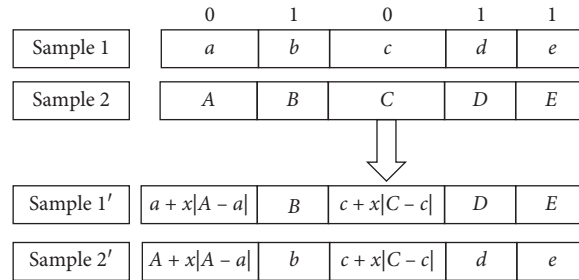 0 1 0 1 1
Sample 1 a b c d e
Sample 2 A B C D E
Sample 1′ a + x|A – a| B c + x|C – c| D E
Sample 2′ A + x|A – a| b c + x|C – c| d e